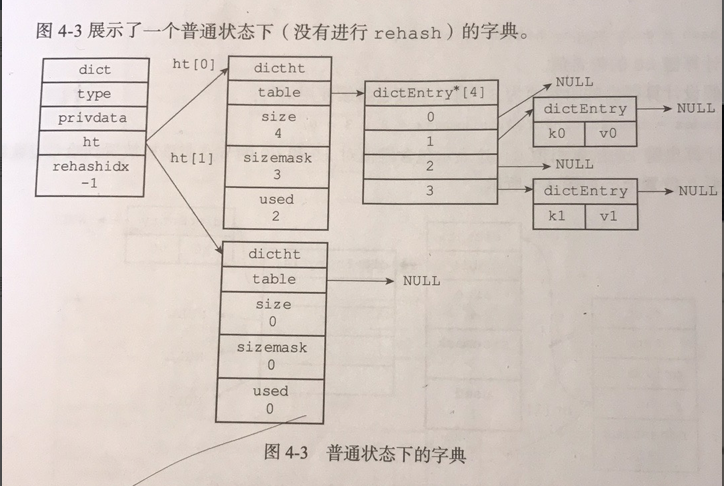 图 4-3 展示了一个普通状态下（没有进行 rehash）的字典。
dict
type
privdata
ht
rehashidx
-1
ht[0]
ht[1]
dictht
table
size
4
sizemask
3
used
2
dictEntry*[4]
0
1
2
3
NULL
dictEntry
k0 v0
NULL
NULL
dictEntry
k1 v1
NULL
dictht
table
size
0
sizemask
0
used
0
NULL
图 4-3 普通状态下的字典